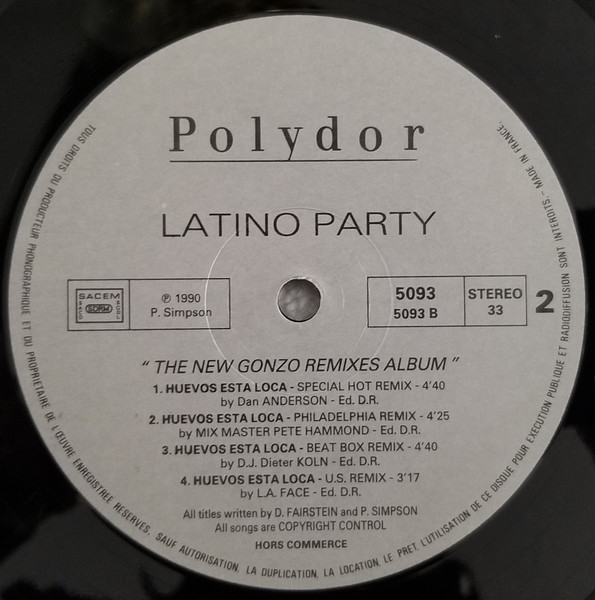 Polydor
LATINO PARTY
SACEM
SACD
SDRM
SGDL
℗ 1990
P. Simpson
5093
5093 B
STEREO
33
2
" THE NEW GONZO REMIXES ALBUM "
1. HUEVOS ESTA LOCA - SPECIAL HOT REMIX - 4'40
by Dan ANDERSON - Ed. D.R.
2. HUEVOS ESTA LOCA - PHILADELPHIA REMIX - 4'25
by MIX MASTER PETE HAMMOND - Ed. D.R.
3. HUEVOS ESTA LOCA - BEAT BOX REMIX - 4'40
by D.J. Dieter KOLN - Ed. D.R.
4. HUEVOS ESTA LOCA - U.S. REMIX - 3'17
by L.A. FACE - Ed. D.R.
All titles written by D. FAIRSTEIN and P. SIMPSON
All songs are COPYRIGHT CONTROL
HORS COMMERCE
TOUS DROITS DU PRODUCTEUR PHONOGRAPHIQUE ET DU PROPRIETAIRE DE L'ŒUVRE ENREGISTREE RESERVES. SAUF AUTORISATION, LA DUPLICATION, LA LOCATION, LE PRET, L'UTILISATION DE CE DISQUE POUR EXECUTION PUBLIQUE ET RADIODIFFUSION SONT INTERDITS - MADE IN FRANCE.